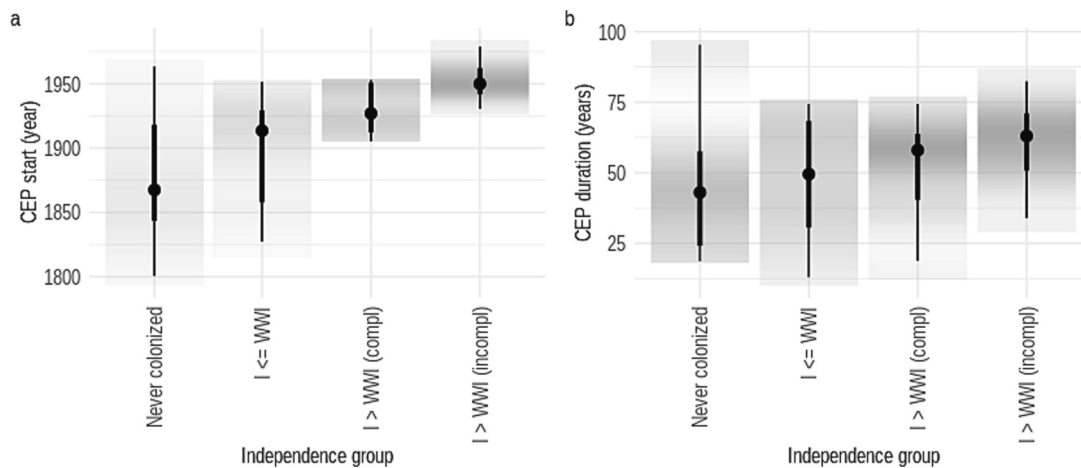 a
CEP start (year)
1950
1900
1850
1800
Never colonized
I <= WWI
I > WWI (compl)
I > WWI (incompl)
Independence group
b
CEP duration (years)
100
75
50
25
Never colonized
I <= WWI
I > WWI (compl)
I > WWI (incompl)
Independence group